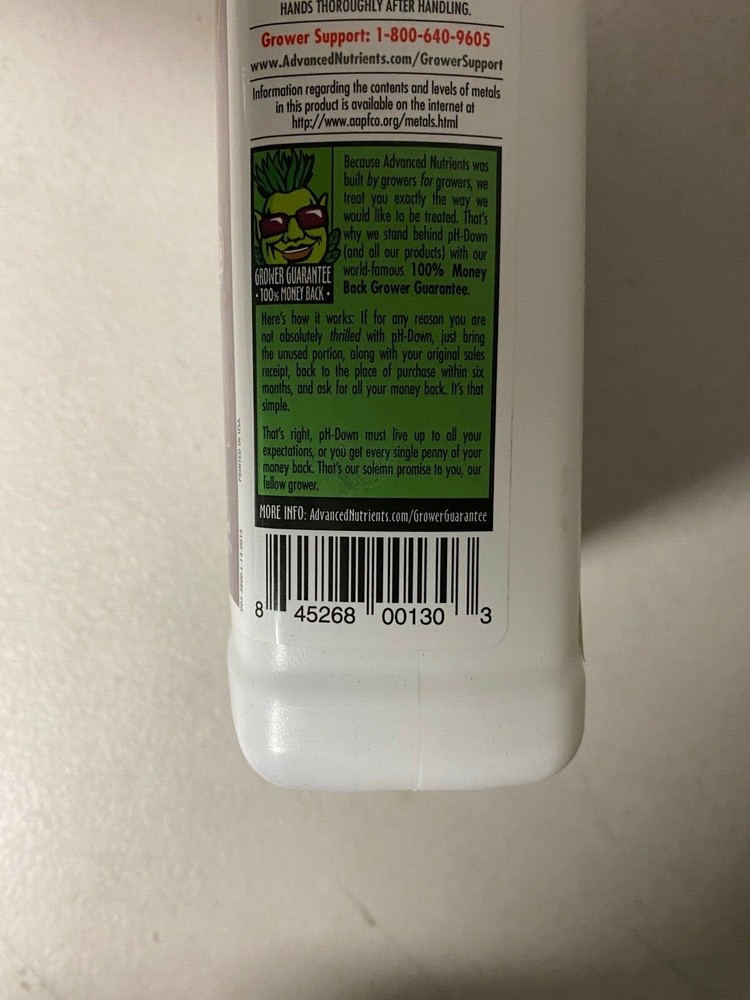 HANDS THOROUGHLY AFTER HANDLING.
Grower Support: 1-800-640-9605
www.AdvancedNutrients.com/GrowerSupport
Information regarding the contents and levels of metals
in this product is available on the internet at
http://www.aapfco.org/metals.html
Because Advanced Nutrients was
built by growers for growers, we
treat you exactly the way we
would like to be treated. That's
why we stand behind pH-Down
(and all our products) with our
world-famous 100% Money
Back Grower Guarantee.
GROWER GUARANTEE
• 100% MONEY BACK •
Here's how it works: If for any reason you are
not absolutely thrilled with pH-Down, just bring
the unused portion, along with your original sales
receipt, back to the place of purchase within six
months, and ask for all your money back. It's that
simple.
That's right, pH-Down must live up to all your
expectations, or you get every single penny of your
money back. That's our solemn promise to you, our
fellow grower.
MORE INFO: AdvancedNutrients.com/GrowerGuarantee
PRINTED IN USA
8 45268 00130 3